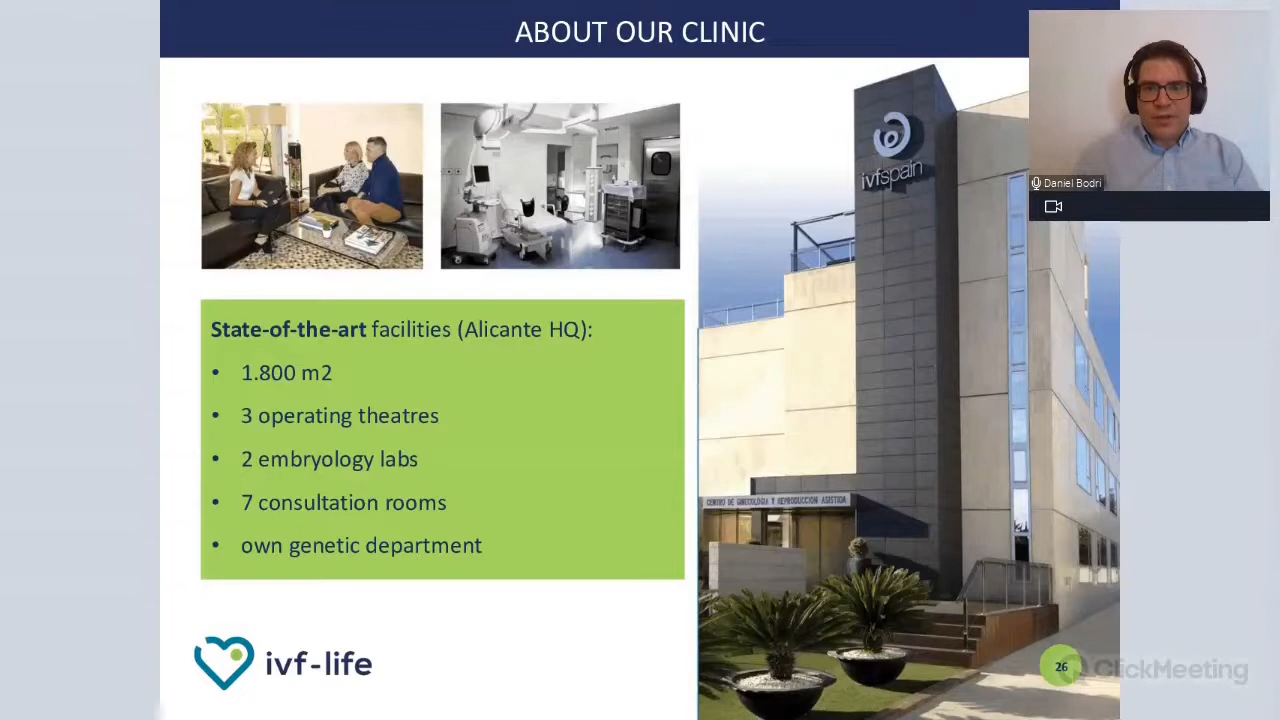 ABOUT OUR CLINIC
State-of-the-art facilities (Alicante HQ):
• 1.800 m2
• 3 operating theatres
• 2 embryology labs
• 7 consultation rooms
• own genetic department
ivf-life
ivfspain
CENTRO DE GINECOLOGIA Y REPRODUCCION ASISTIDA
Daniel Bodri
26
ClickMeeting